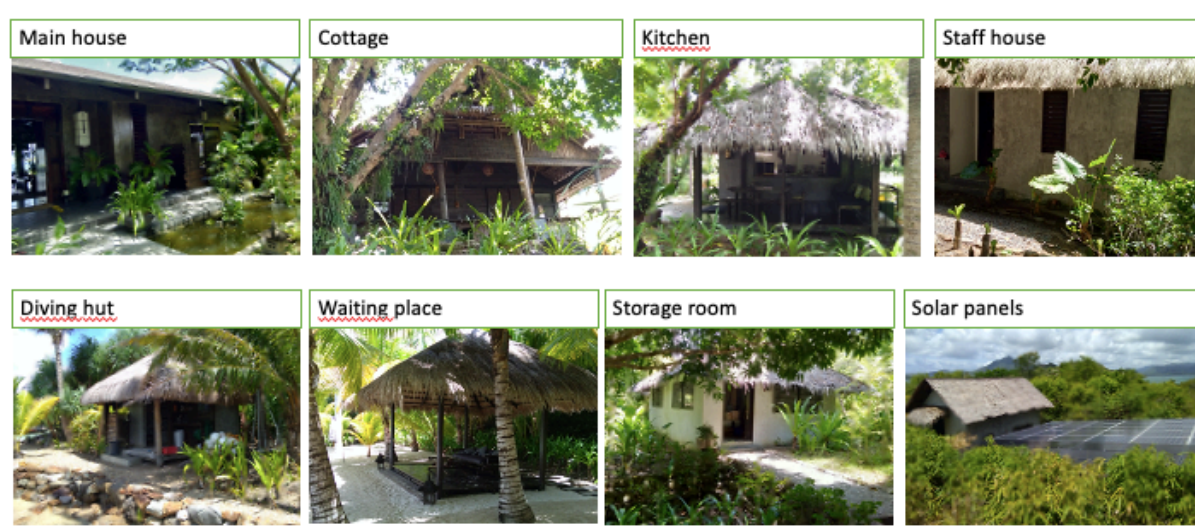 Main house
Cottage
Kitchen
Staff house
Diving hut
Waiting place
Storage room
Solar panels